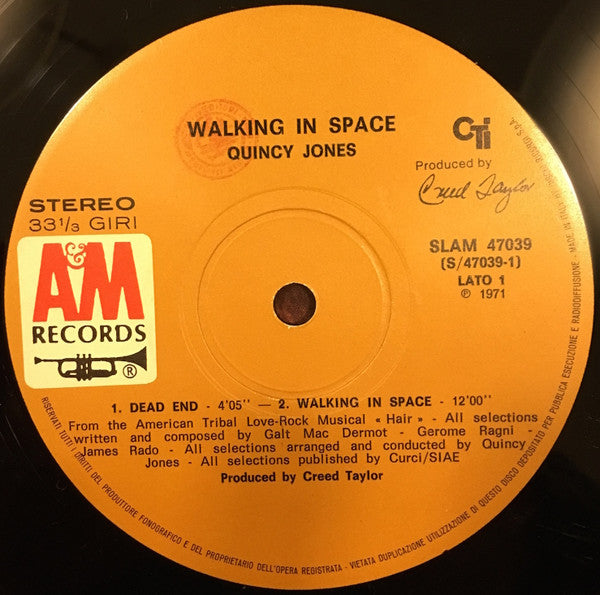 WALKING IN SPACE
QUINCY JONES
CTi
Produced by
Creed Taylor
STEREO
33 1/3 GIRI
A&M
RECORDS
®
SLAM 47039
(S/47039-1)
LATO 1
℗ 1971
1. DEAD END - 4'05'' — 2. WALKING IN SPACE - 12'00''
From the American Tribal Love-Rock Musical « Hair » - All selections
written and composed by Galt Mac Dermot - Gerome Ragni -
James Rado - All selections arranged and conducted by Quincy
Jones - All selections published by Curci/SIAE
Produced by Creed Taylor
RISERVATI TUTTI I DIRITTI DEL PRODUTTORE FONOGRAFICO E DEL PROPRIETARIO DELL'OPERA REGISTRATA - VIETATA DUPLICAZIONE UTILIZZAZIONE DI QUESTO DISCO DEPOSITATO PER PUBBLICA ESECUZIONE E RADIODIFFUSIONE - MADE IN